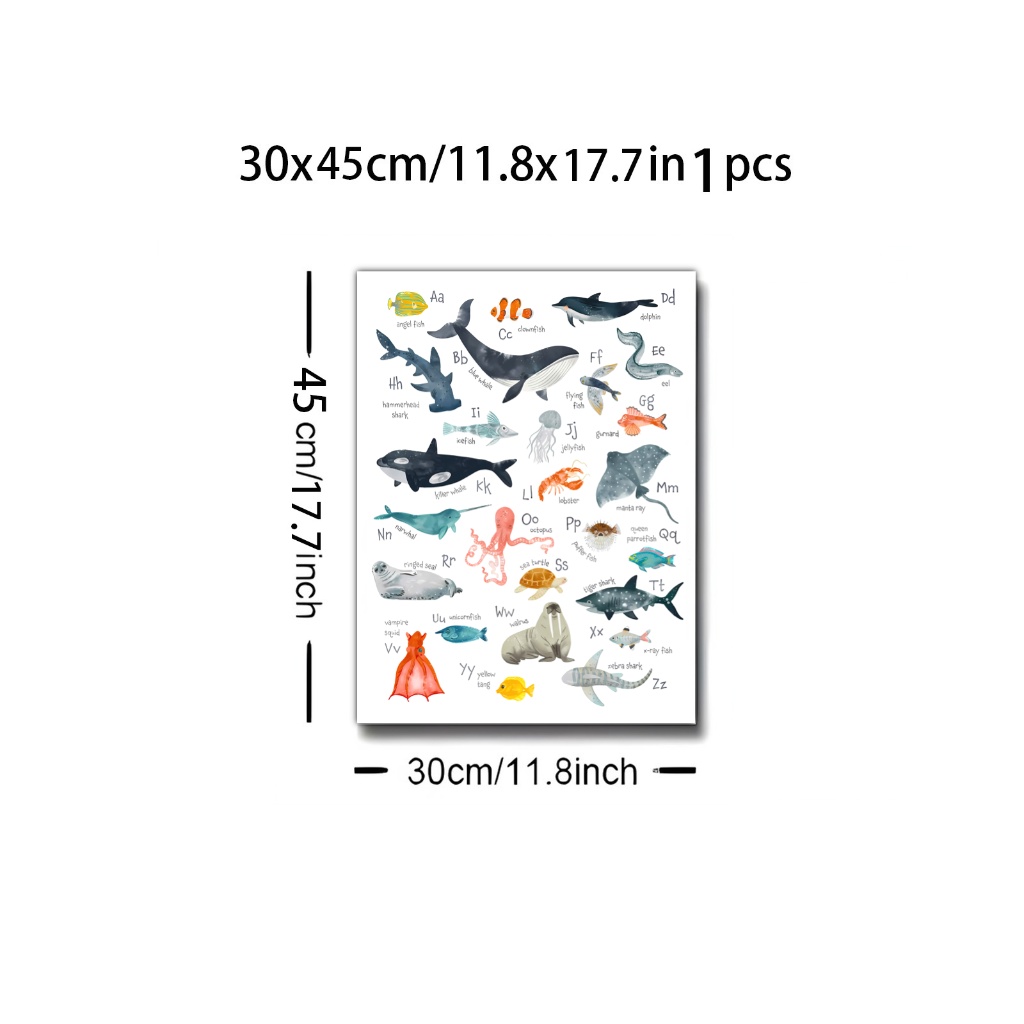 30x45cm/11.8x17.7in 1 pcs
45 cm/17.7inch
Aa
angel fish
Cc clownfish
Dd
dolphin
Bb
blue whale
Ee
eel
Ff
flying
fish
Hh
hammerhead
shark
Gg
gurnard
Ii
icefish
Jj
jellyfish
killer whale Kk
Ll
lobster
Mm
manta ray
Nn
narwhal
Oo
octopus
Pp
puffer fish
queen
parrotfish Qq
ringed seal Rr
sea turtle Ss
tiger shark Tt
Uu unicornfish
vampire
squid
Vv
Ww
walrus
Xx
x-ray fish
Yy yellow
tang
zebra shark
Zz
30cm/11.8inch